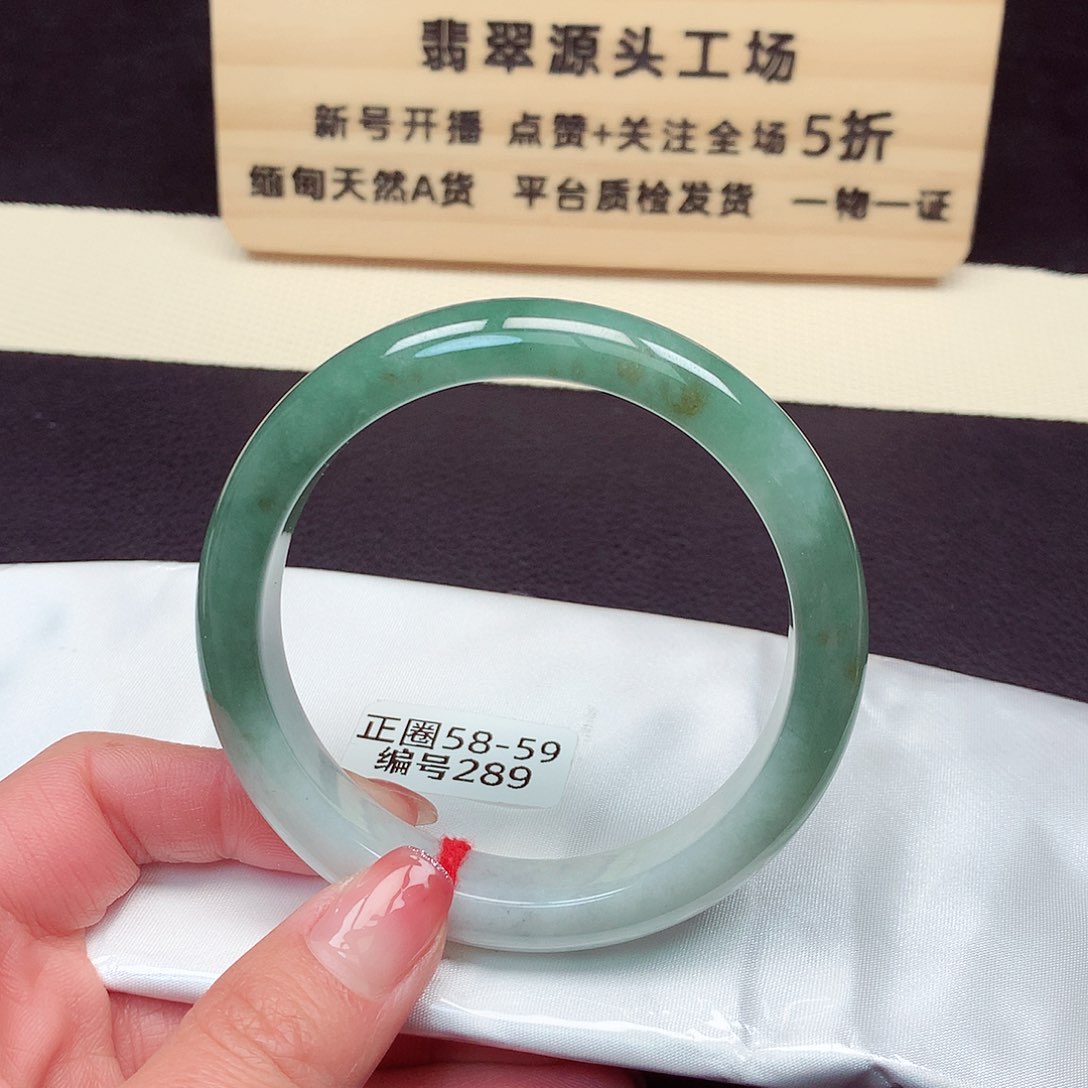 翡翠源头工场
新号开播 点赞+关注全场5折
缅甸天然A货 平台质检发货 一物一证
正圈58-59
编号289